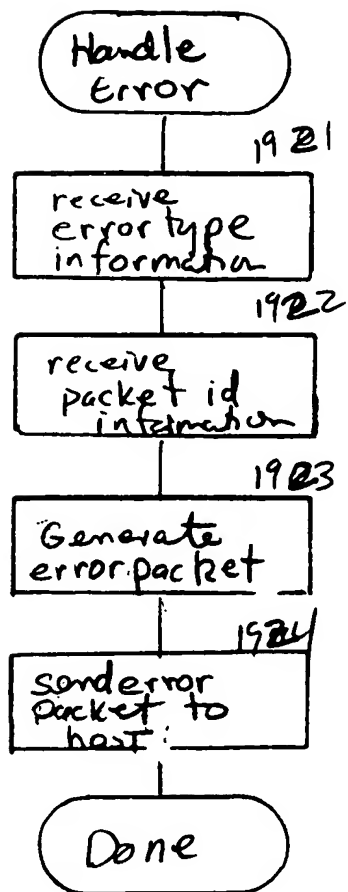 Handle
Error
1921
receive
error type
information
1922
receive
packet id
information
1923
Generate
error packet
1924
send error
packet to
host
Done